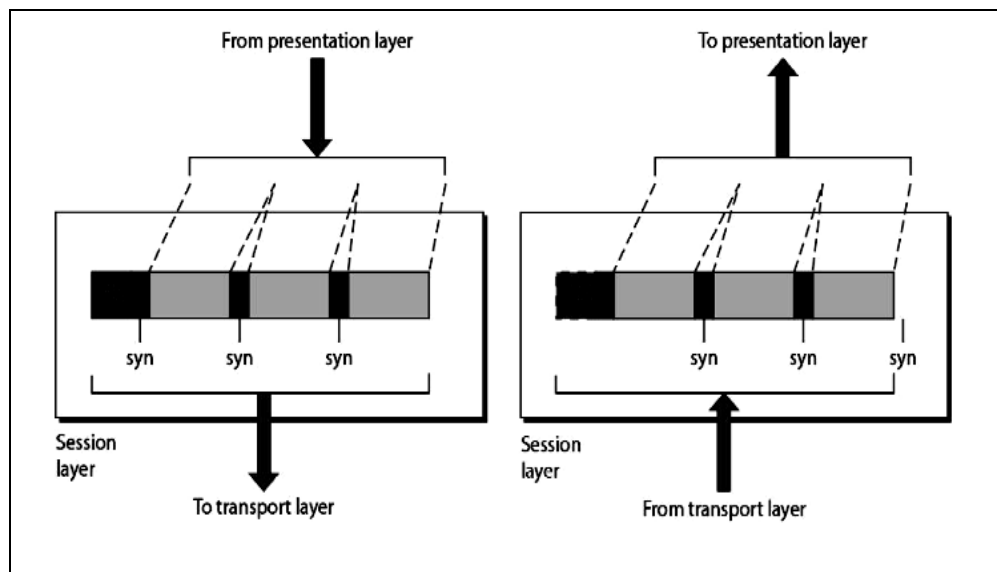 From presentation layer
To presentation layer
syn
syn
syn
syn
syn
syn
Session
layer
Session
layer
To transport layer
From transport layer